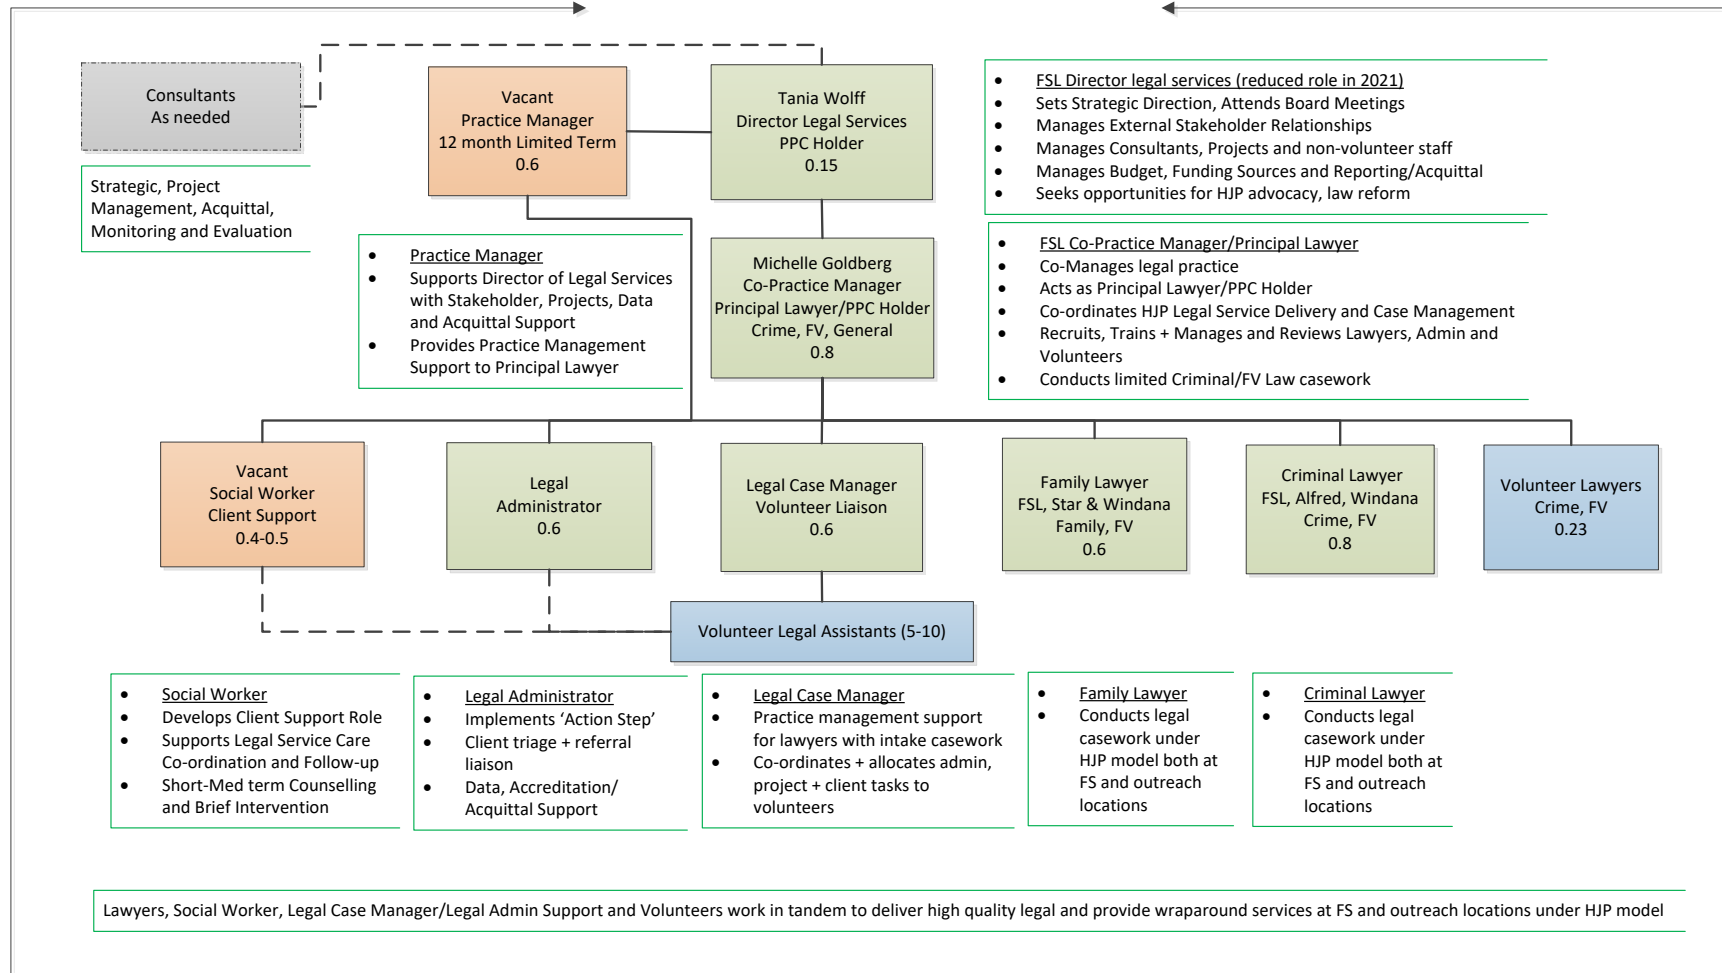 Consultants
As needed
Strategic, Project
Management, Acquittal,
Monitoring and Evaluation
Vacant
Practice Manager
12 month Limited Term
0.6
Tania Wolff
Director Legal Services
PPC Holder
0.15
• FSL Director legal services (reduced role in 2021)
• Sets Strategic Direction, Attends Board Meetings
• Manages External Stakeholder Relationships
• Manages Consultants, Projects and non-volunteer staff
• Manages Budget, Funding Sources and Reporting/Acquittal
• Seeks opportunities for HJP advocacy, law reform
• Practice Manager
• Supports Director of Legal Services
with Stakeholder, Projects, Data
and Acquittal Support
• Provides Practice Management
Support to Principal Lawyer
Michelle Goldberg
Co-Practice Manager
Principal Lawyer/PPC Holder
Crime, FV, General
0.8
• FSL Co-Practice Manager/Principal Lawyer
• Co-Manages legal practice
• Acts as Principal Lawyer/PPC Holder
• Co-ordinates HJP Legal Service Delivery and Case Management
• Recruits, Trains + Manages and Reviews Lawyers, Admin and
Volunteers
• Conducts limited Criminal/FV Law casework
Vacant
Social Worker
Client Support
0.4-0.5
Legal
Administrator
0.6
Legal Case Manager
Volunteer Liaison
0.6
Family Lawyer
FSL, Star & Windana
Family, FV
0.6
Criminal Lawyer
FSL, Alfred, Windana
Crime, FV
0.8
Volunteer Lawyers
Crime, FV
0.23
Volunteer Legal Assistants (5-10)
• Social Worker
• Develops Client Support Role
• Supports Legal Service Care
Co-ordination and Follow-up
• Short-Med term Counselling
and Brief Intervention
• Legal Administrator
• Implements ‘Action Step’
• Client triage + referral
liaison
• Data, Accreditation/
Acquittal Support
• Legal Case Manager
• Practice management support
for lawyers with intake casework
• Co-ordinates + allocates admin,
project + client tasks to
volunteers
• Family Lawyer
• Conducts legal
casework under
HJP model both at
FS and outreach
locations
• Criminal Lawyer
• Conducts legal
casework under
HJP model both at
FS and outreach
locations
Lawyers, Social Worker, Legal Case Manager/Legal Admin Support and Volunteers work in tandem to deliver high quality legal and provide wraparound services at FS and outreach locations under HJP model